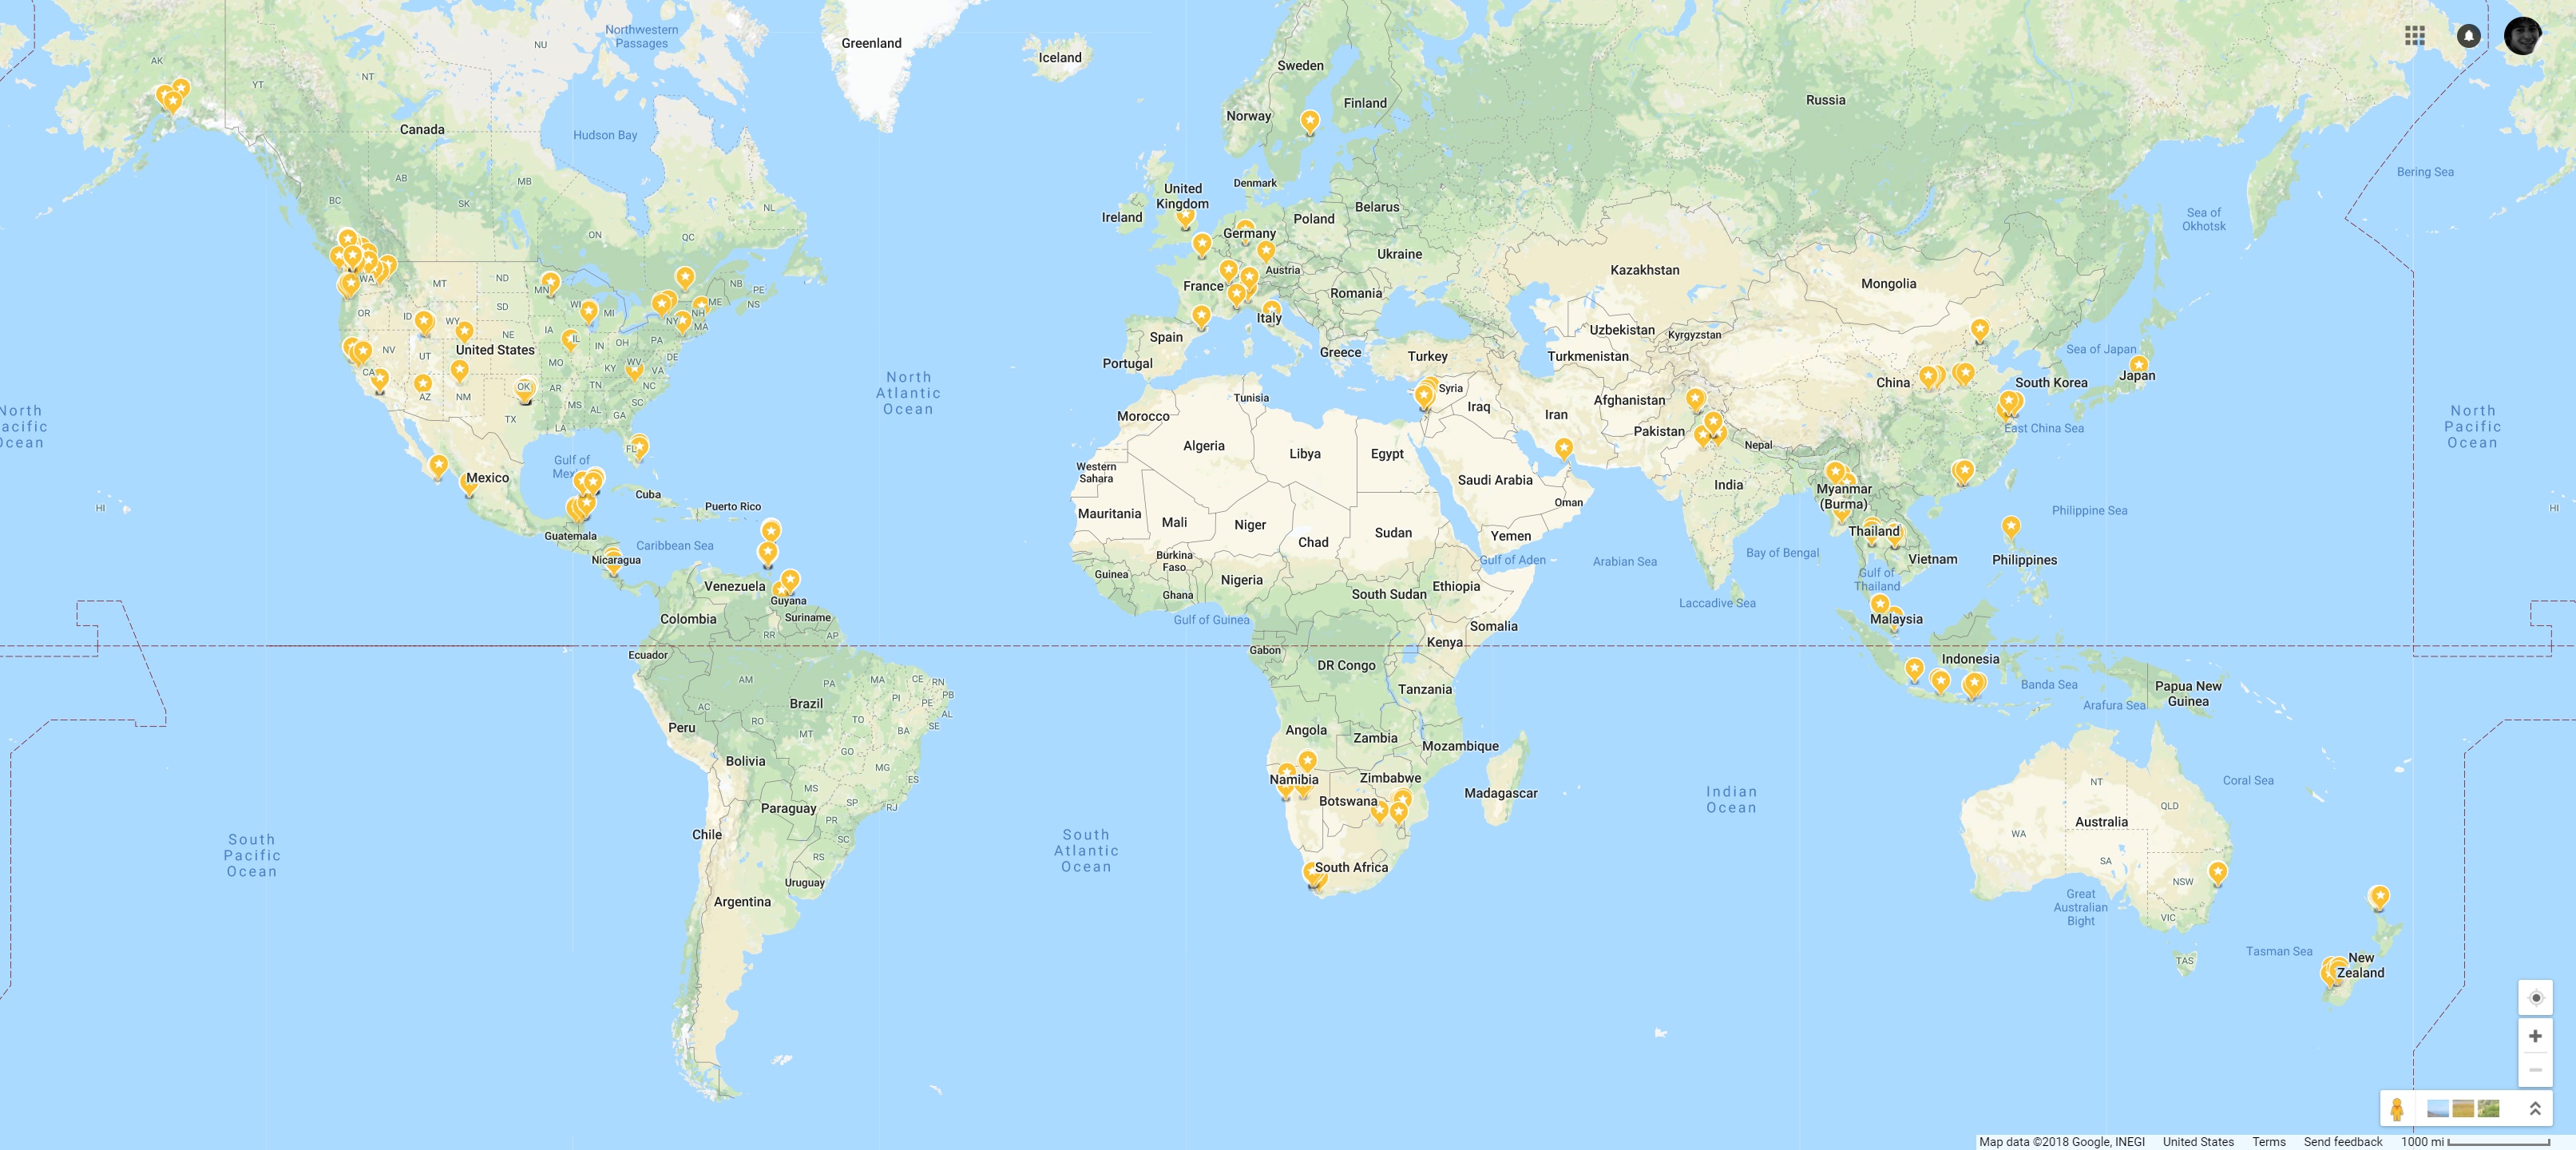 Greenland
Iceland
Northwestern
Passages
NU
AK
YT
NT
Canada
Hudson Bay
AB
MB
BC
SK
NL
ON
QC
NB
PE
NS
WA
MT
ND
MN
ME
OR
ID
SD
WI
MI
NY
NH
MA
WY
NE
IA
IL
IN
OH
PA
NV
UT
United States
MO
KY
WV
VA
DE
CA
AZ
NM
OK
AR
TN
NC
TX
MS
AL
GA
SC
LA
FL
Gulf of
Mexico
Cuba
Puerto Rico
Guatemala
Caribbean Sea
Nicaragua
Venezuela
Guyana
Colombia
Suriname
RR
AP
Ecuador
AM
PA
MA
CE
RN
PB
PE
AL
SE
PI
AC
RO
TO
BA
Brazil
MT
Peru
GO
Bolivia
MG
ES
MS
SP
RJ
Paraguay
PR
SC
Chile
RS
Uruguay
Argentina
HI
North
Pacific
Ocean
South
Pacific
Ocean
North
Atlantic
Ocean
South
Atlantic
Ocean
Sweden
Finland
Norway
Russia
Denmark
United
Kingdom
Ireland
Belarus
Poland
Germany
Ukraine
Austria
France
Romania
Italy
Spain
Portugal
Greece
Turkey
Kazakhstan
Mongolia
Uzbekistan
Kyrgyzstan
Turkmenistan
Syria
Tunisia
Iraq
Iran
Afghanistan
China
South Korea
Sea of Japan
Japan
Morocco
Algeria
Libya
Egypt
Pakistan
Nepal
East China Sea
Western
Sahara
Saudi Arabia
India
Oman
Myanmar
(Burma)
Mauritania
Mali
Niger
Chad
Sudan
Yemen
Thailand
Philippine Sea
Burkina
Faso
Gulf of Aden
Arabian Sea
Bay of Bengal
Vietnam
Philippines
Guinea
Nigeria
Ghana
South Sudan
Ethiopia
Gulf of
Thailand
Gulf of Guinea
Laccadive Sea
Somalia
Malaysia
Gabon
Kenya
DR Congo
Indonesia
Tanzania
Banda Sea
Papua New
Guinea
Arafura Sea
Angola
Zambia
Mozambique
Namibia
Zimbabwe
Botswana
Madagascar
South Africa
Indian
Ocean
NT
Coral Sea
QLD
Australia
WA
SA
NSW
Great
Australian
Bight
VIC
TAS
Tasman Sea
New
Zealand
Bering Sea
Sea of
Okhotsk
North
Pacific
Ocean
HI
Map data ©2018 Google, INEGI United States Terms Send feedback 1000 mi